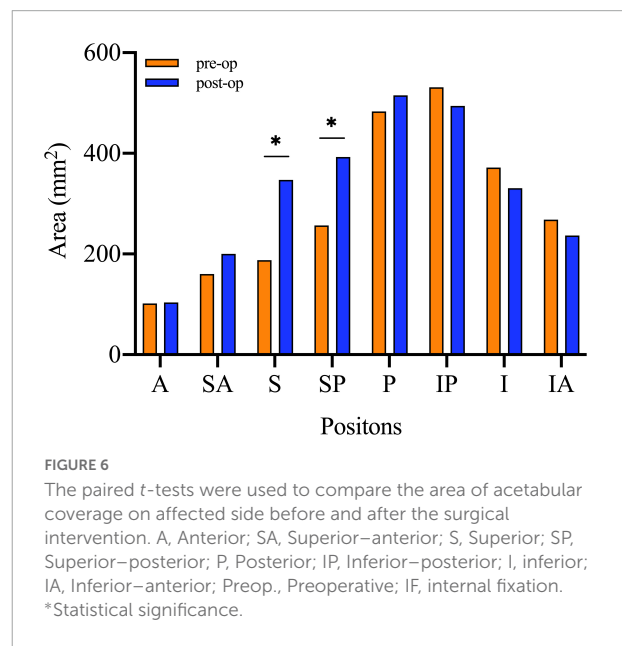 600
pre-op
post-op
*
*
400
Area (mm²)
200
0
A SA S SP P IP I IA
Positons
FIGURE 6
The paired t-tests were used to compare the area of acetabular
coverage on affected side before and after the surgical
intervention. A, Anterior; SA, Superior–anterior; S, Superior; SP,
Superior–posterior; P, Posterior; IP, Inferior–posterior; I, inferior;
IA, Inferior–anterior; Preop., Preoperative; IF, internal fixation.
*Statistical significance.